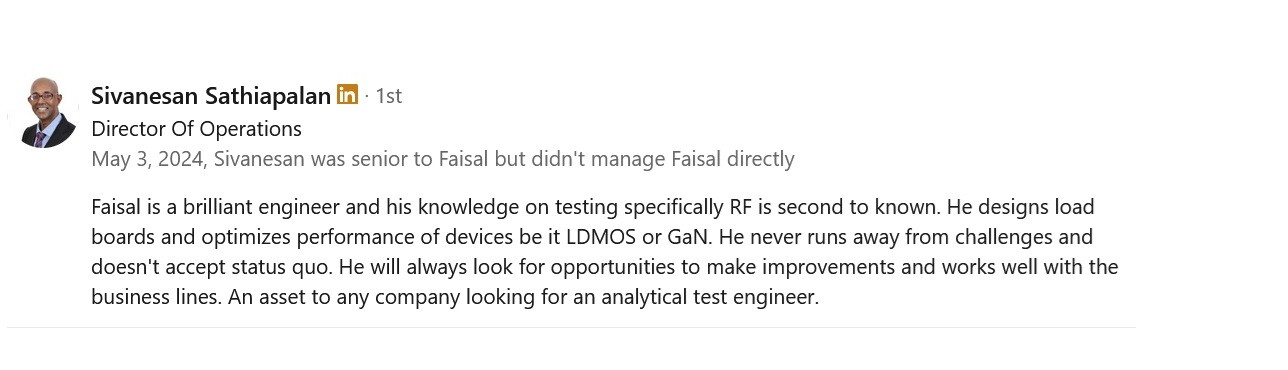 Sivanesan Sathiapalan in · 1st
Director Of Operations
May 3, 2024, Sivanesan was senior to Faisal but didn't manage Faisal directly
Faisal is a brilliant engineer and his knowledge on testing specifically RF is second to known. He designs load
boards and optimizes performance of devices be it LDMOS or GaN. He never runs away from challenges and
doesn't accept status quo. He will always look for opportunities to make improvements and works well with the
business lines. An asset to any company looking for an analytical test engineer.